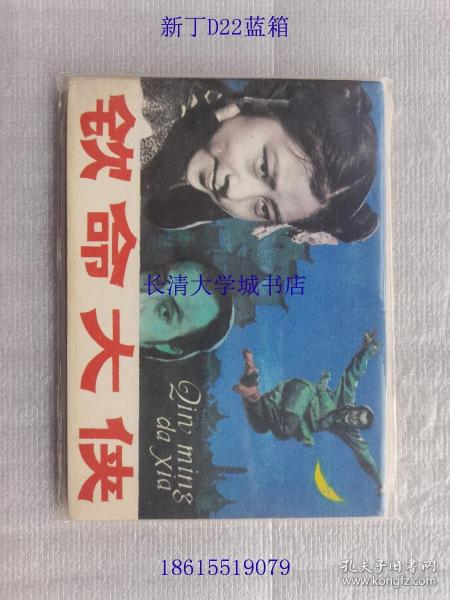 新丁D22蓝箱
钦命大侠
长清大学城书店
Qin ming
da xia
18615519079
孔夫子旧书网
www.kongfz.com